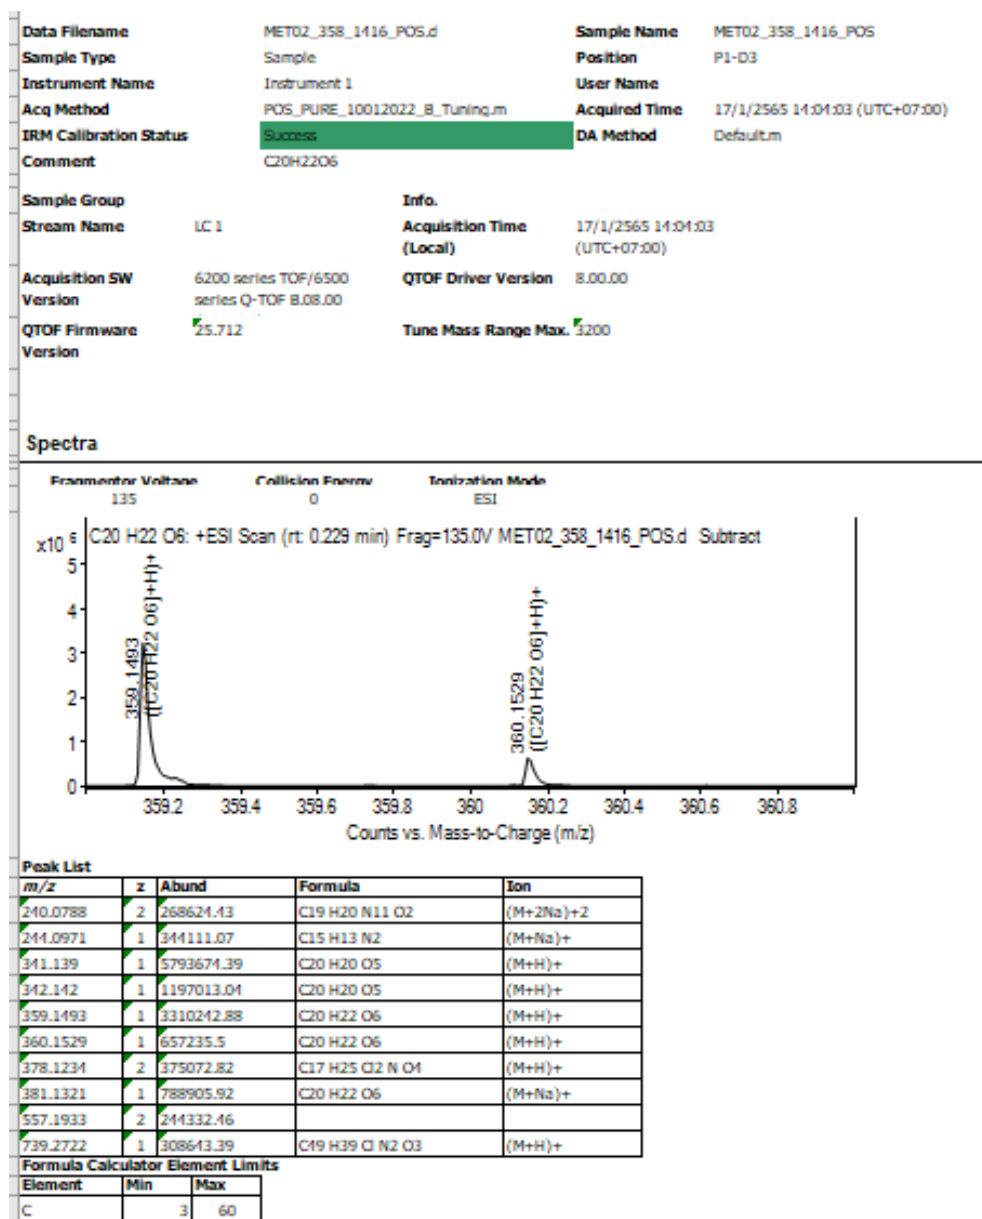 Data Filename MET02_358_1416_POS.d Sample Name MET02_358_1416_POS
Sample Type Sample Position P1-D3
Instrument Name Instrument 1 User Name
Acq Method POS_PURE_10012022_B_Tuning.m Acquired Time 17/1/2565 14:04:03 (UTC+07:00)
IRM Calibration Status Success DA Method Default.m
Comment C20H22O6
Sample Group Info.
Stream Name LC 1 Acquisition Time 17/1/2565 14:04:03
(Local) (UTC+07:00)
Acquisition SW 6200 series TOF/6500 QTOF Driver Version 8.00.00
Version series Q-TOF B.08.00
QTOF Firmware 25.712 Tune Mass Range Max. 3200
Version
Spectra
Fragmentor Voltage Collision Energy Ionization Mode
135 0 ESI
x10 6 C20 H22 O6: +ESI Scan (rt: 0.229 min) Frag=135.0V MET02_358_1416_POS.d Subtract
5
4
3
2
1
0
359.1493
([C20 H22 O6]+H)+
360.1529
([C20 H22 O6]+H)+
359.2 359.4 359.6 359.8 360 360.2 360.4 360.6 360.8
Counts vs. Mass-to-Charge (m/z)
Peak List
m/z z Abund Formula Ion
240.0788 2 268624.43 C19 H20 N11 O2 (M+2Na)+2
244.0971 1 344111.07 C15 H13 N2 (M+Na)+
341.139 1 5793674.39 C20 H20 O5 (M+H)+
342.142 1 1197013.04 C20 H20 O5 (M+H)+
359.1493 1 3310242.88 C20 H22 O6 (M+H)+
360.1529 1 657235.5 C20 H22 O6 (M+H)+
378.1234 2 375072.82 C17 H25 Cl2 N O4 (M+H)+
381.1321 1 788905.92 C20 H22 O6 (M+Na)+
557.1933 2 244332.46
739.2722 1 308643.39 C49 H39 Cl N2 O3 (M+H)+
Formula Calculator Element Limits
Element Min Max
C 3 60